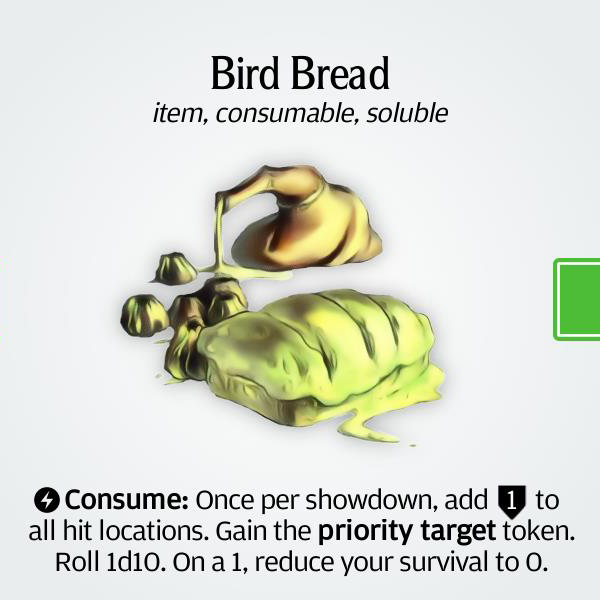 Bird Bread
item, consumable, soluble
Consume: Once per showdown, add 1 to
all hit locations. Gain the priority target token.
Roll 1d10. On a 1, reduce your survival to 0.